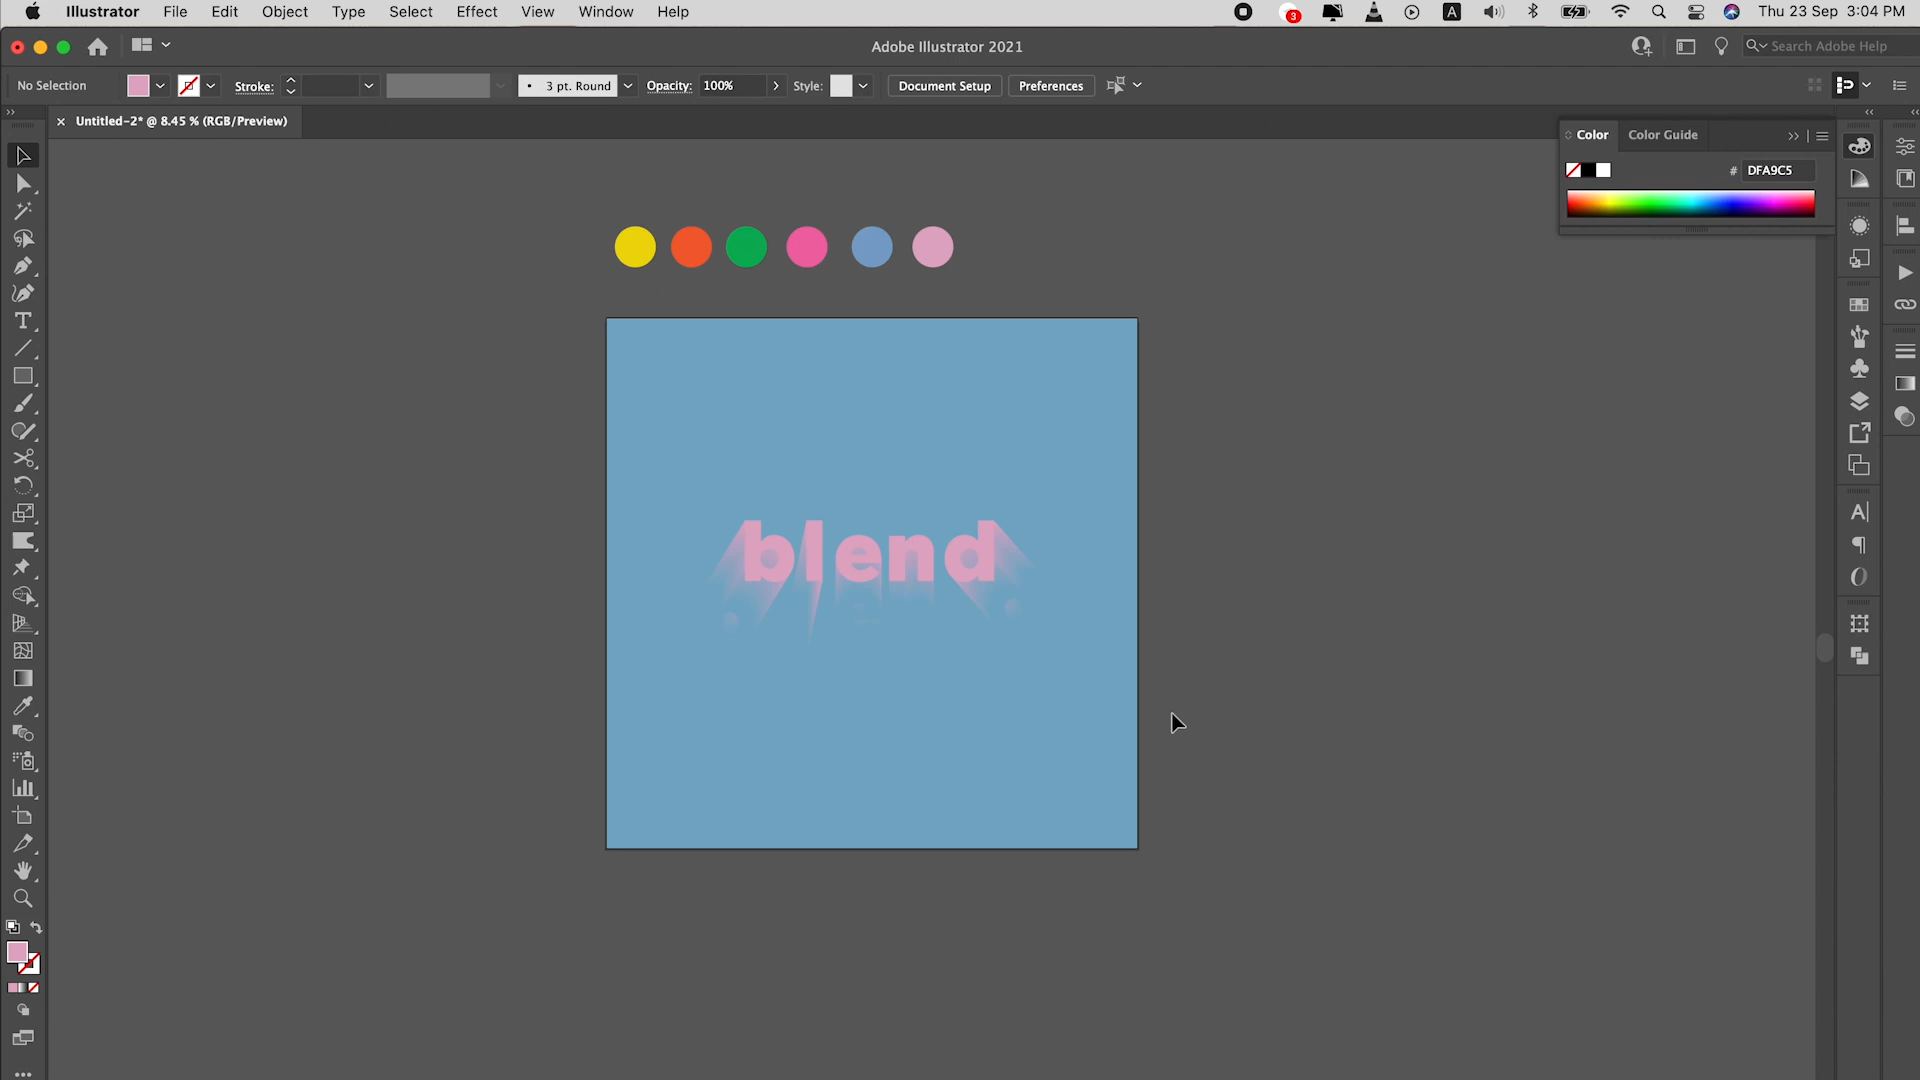 Illustrator File Edit Object Type Select Effect View Window Help
3 A Thu 23 Sep 3:04 PM
Adobe Illustrator 2021
Search Adobe Help
No Selection Stroke: 3 pt. Round Opacity: 100% Style: Document Setup Preferences
Untitled-2* @ 8.45 % (RGB/Preview)
Color Color Guide
# DFA9C5
blend